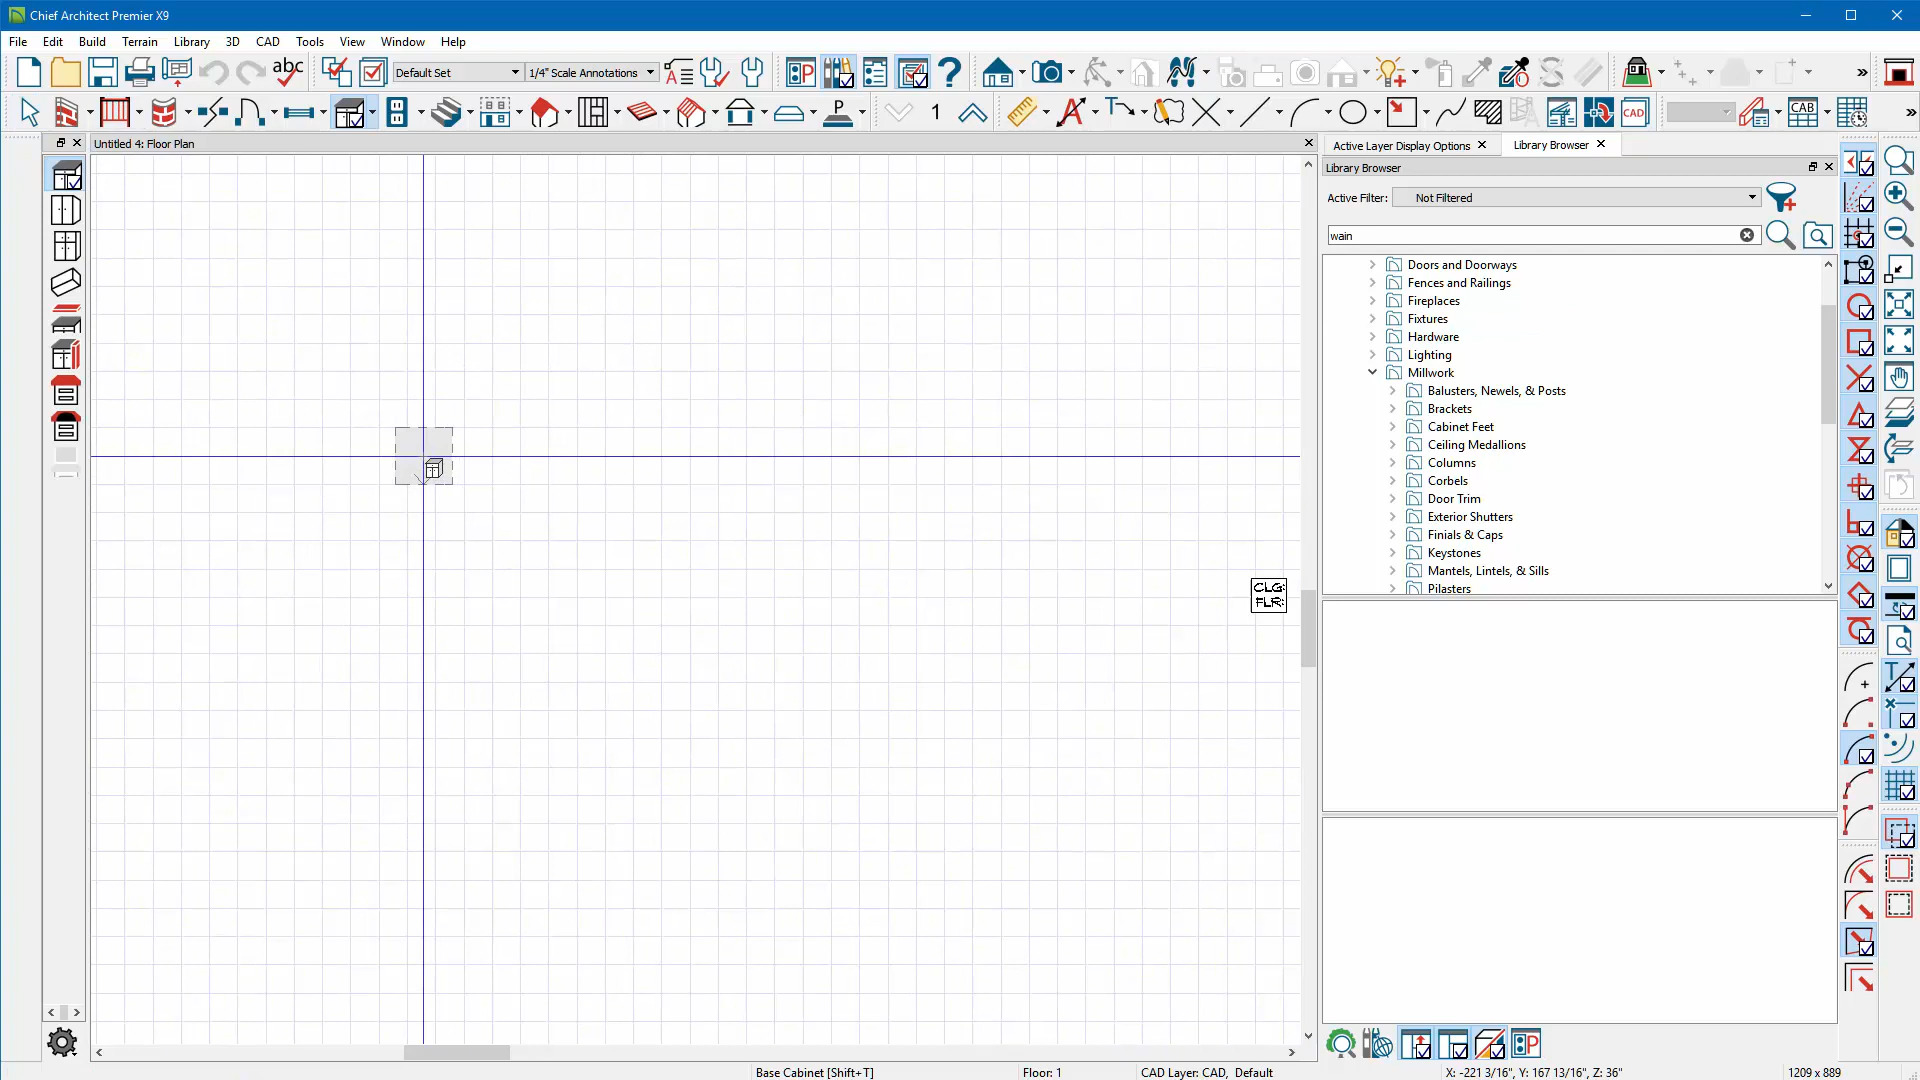 Chief Architect Premier X9
File Edit Build Terrain Library 3D CAD Tools View Window Help
abc Default Set 1/4" Scale Annotations
P 1 A CAD CAB
Untitled 4: Floor Plan
Active Layer Display Options Library Browser
Library Browser
Active Filter: Not Filtered
wain
Doors and Doorways
Fences and Railings
Fireplaces
Fixtures
Hardware
Lighting
Millwork
Balusters, Newels, & Posts
Brackets
Cabinet Feet
Ceiling Medallions
Columns
Corbels
Door Trim
Exterior Shutters
Finials & Caps
Keystones
Mantels, Lintels, & Sills
Pilasters
CLG:
FLR:
Base Cabinet [Shift+T] Floor: 1 CAD Layer: CAD, Default X: -221 3/16", Y: 167 13/16", Z: 36" 1209 x 889